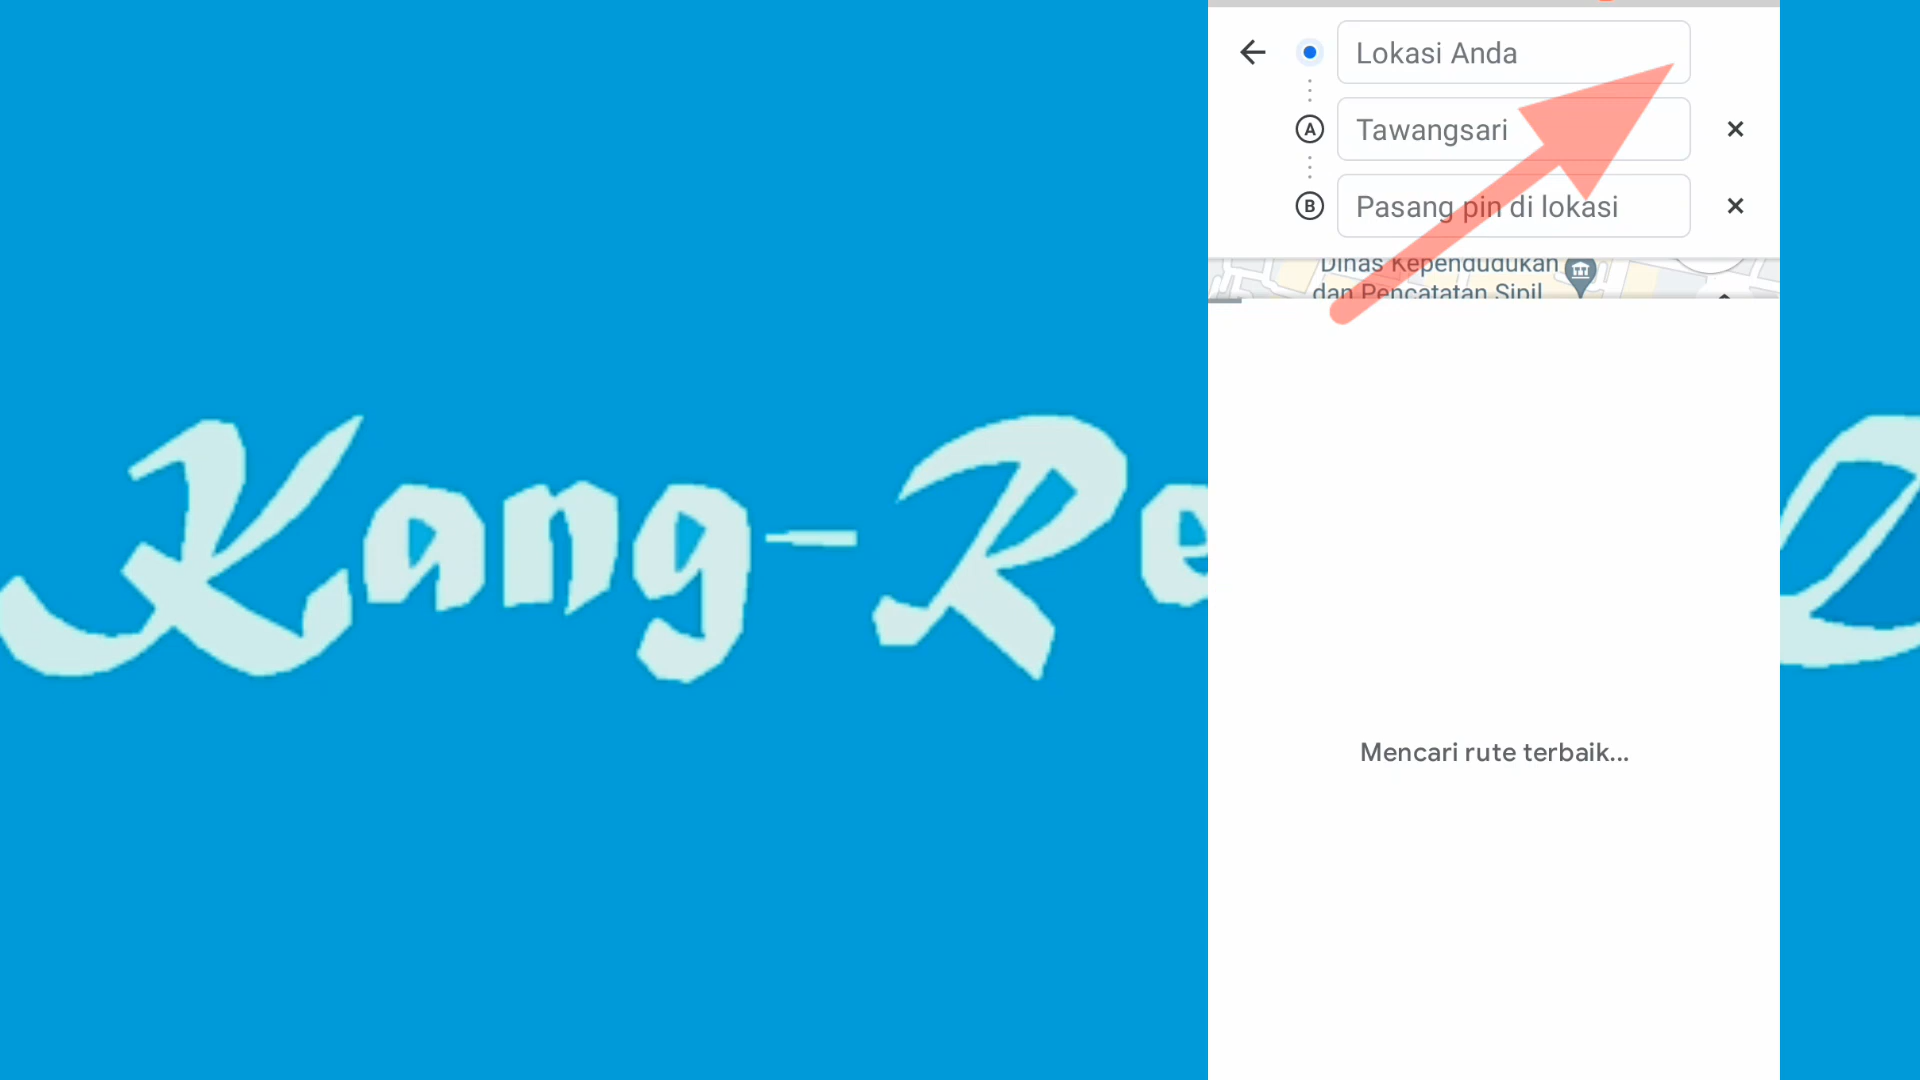 Lokasi Anda
A Tawangsari
B Pasang pin di lokasi
Dinas Kependudukan
dan Pencatatan Sipil
Kang-Re
Mencari rute terbaik...